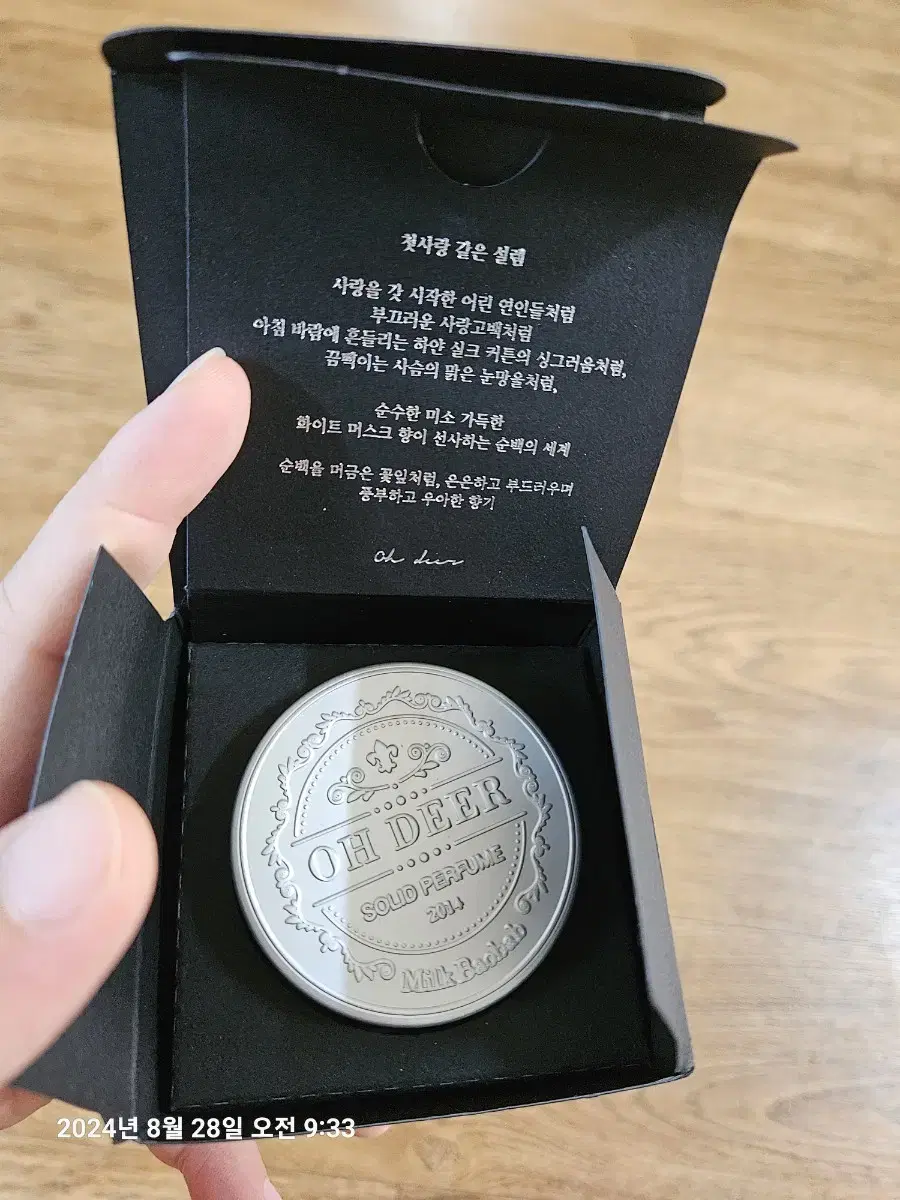 첫사랑 같은 설렘
사랑을 갓 시작한 어린 연인들처럼
부끄러운 사랑고백처럼
아침 바람에 흔들리는 하얀 실크 커튼의 싱그러움처럼,
끔뻑이는 사슴의 맑은 눈망울처럼,
순수한 미소 가득한
화이트 머스크 향이 선사하는 순백의 세계
순백을 머금은 꽃잎처럼, 은은하고 부드러우며
풍부하고 우아한 향기
Oh deer
OH DEER
SOLID PERFUME
2014
Milk Baobab
2024년 8월 28일 오전 9:33